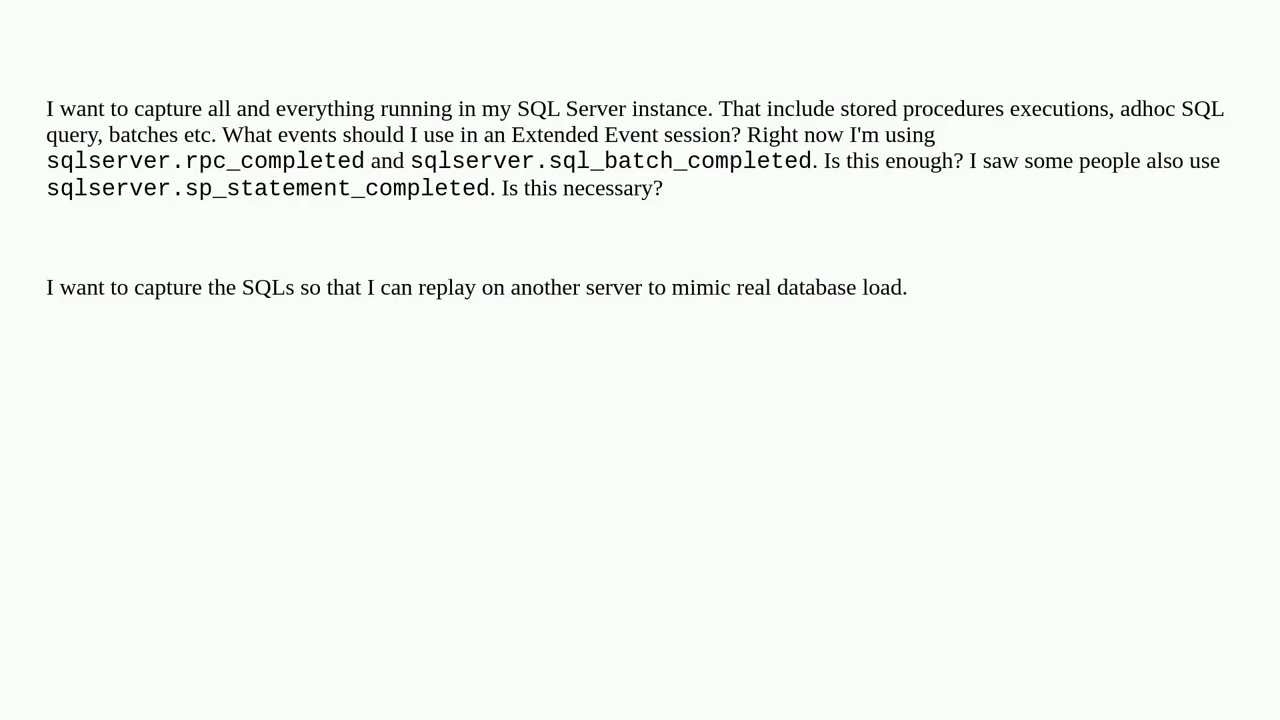 I want to capture all and everything running in my SQL Server instance. That include stored procedures executions, adhoc SQL
query, batches etc. What events should I use in an Extended Event session? Right now I'm using
sqlserver.rpc_completed and sqlserver.sql_batch_completed. Is this enough? I saw some people also use
sqlserver.sp_statement_completed. Is this necessary?
I want to capture the SQLs so that I can replay on another server to mimic real database load.